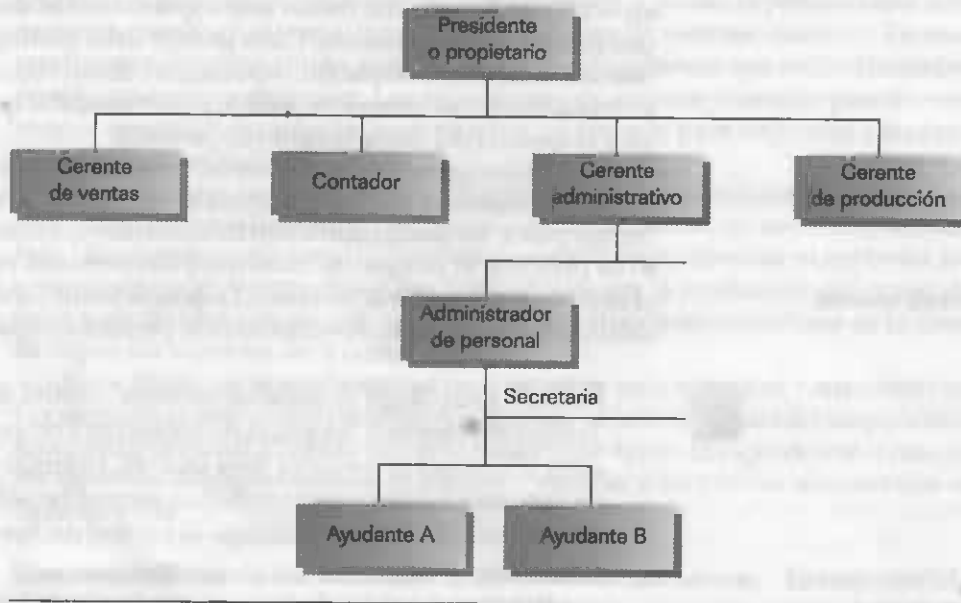 Presidente
o propietario
Gerente
de ventas
Contador
Gerente
administrativo
Gerente
de producción
Administrador
de personal
Secretaria
Ayudante A
Ayudante B